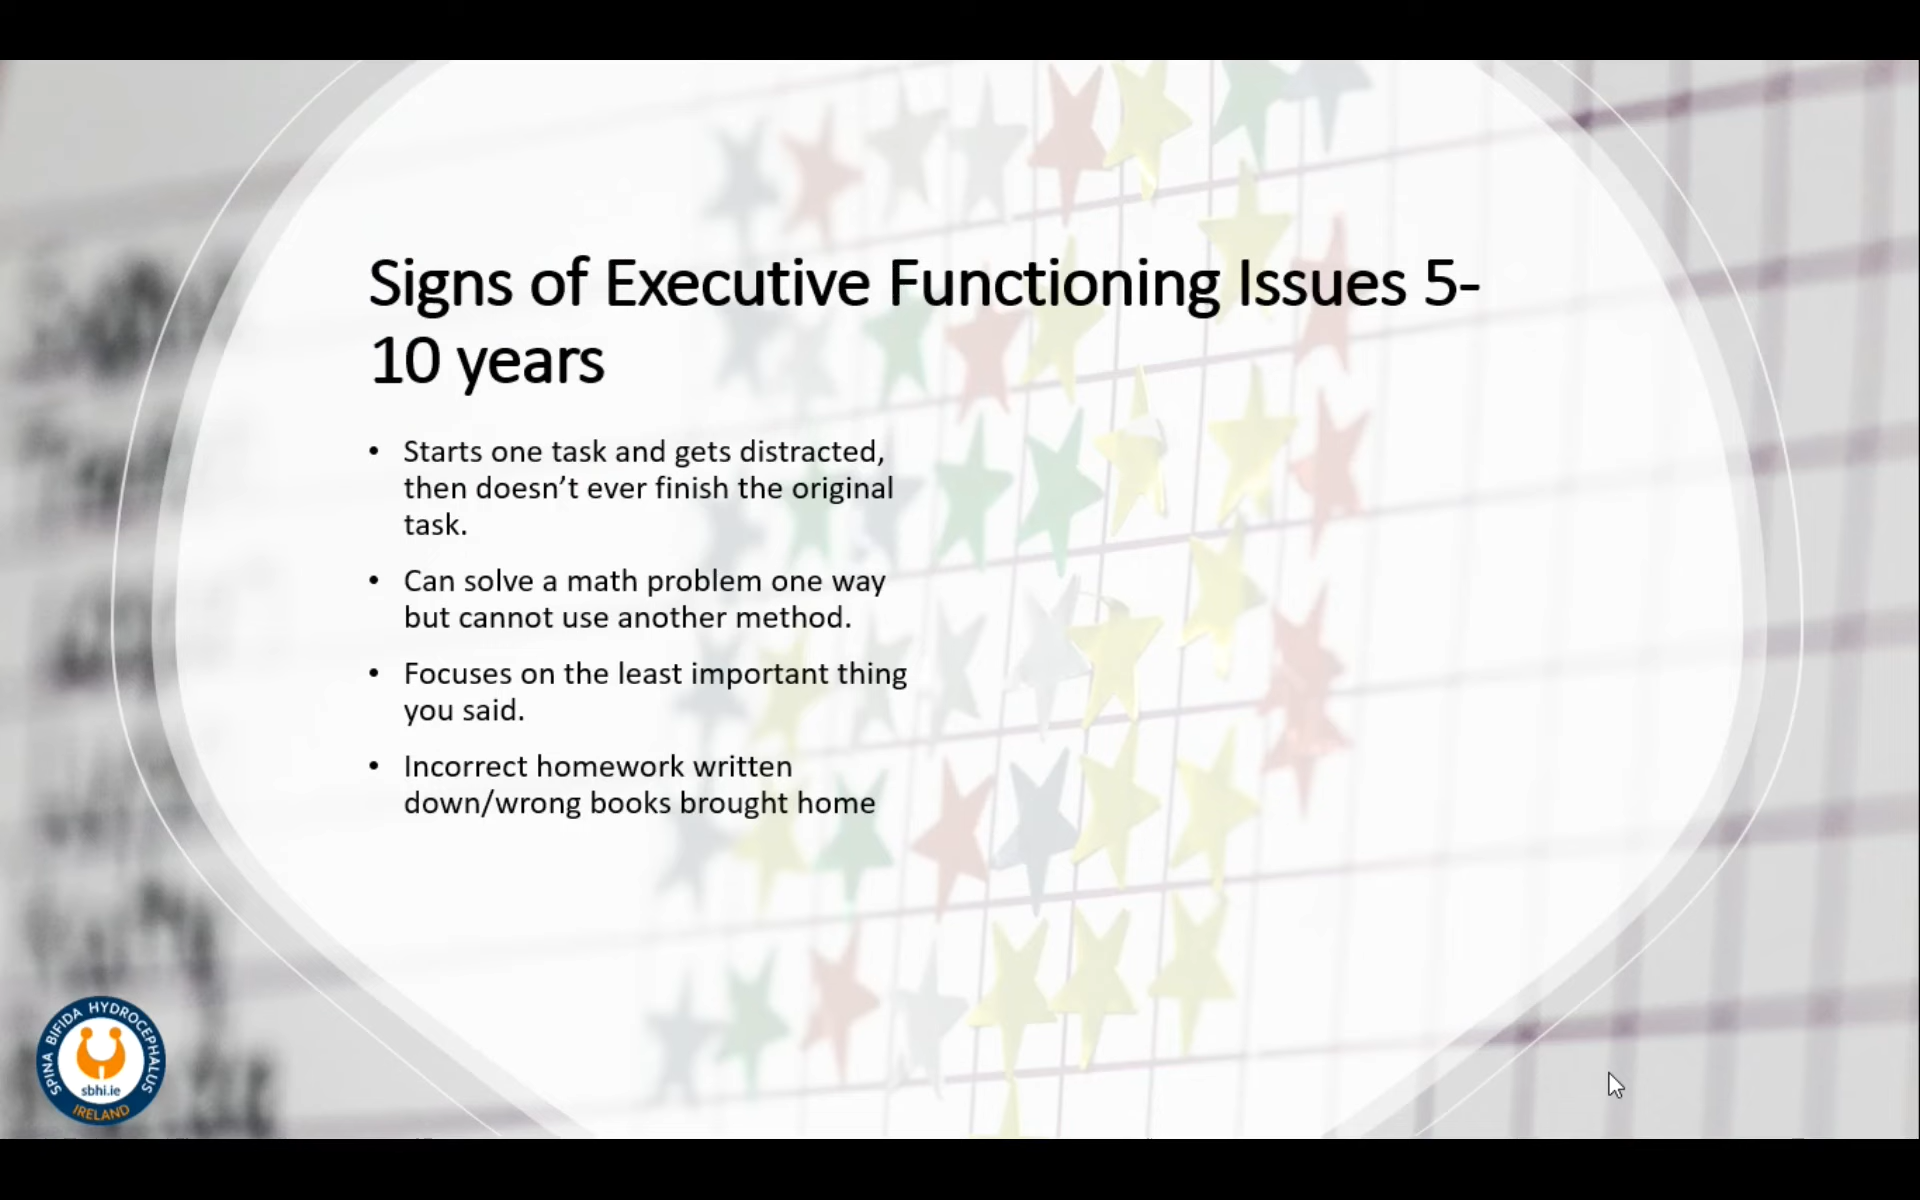 Signs of Executive Functioning Issues 5-
10 years
• Starts one task and gets distracted,
then doesn’t ever finish the original
task.
• Can solve a math problem one way
but cannot use another method.
• Focuses on the least important thing
you said.
• Incorrect homework written
down/wrong books brought home
SPINA BIFIDA HYDROCEPHALUS
sbhi.ie
IRELAND